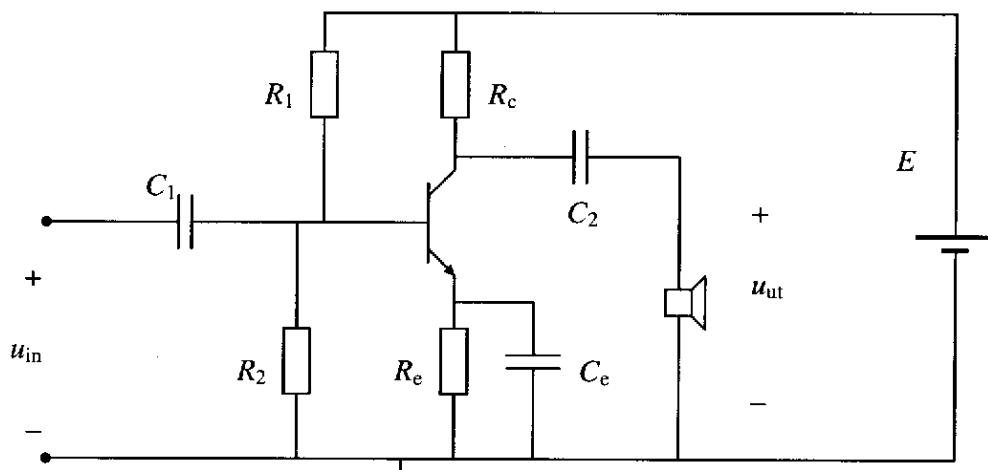 R1
Rc
E
C1
C2
+
+
uin
R2
Re
Ce
uut
−
−